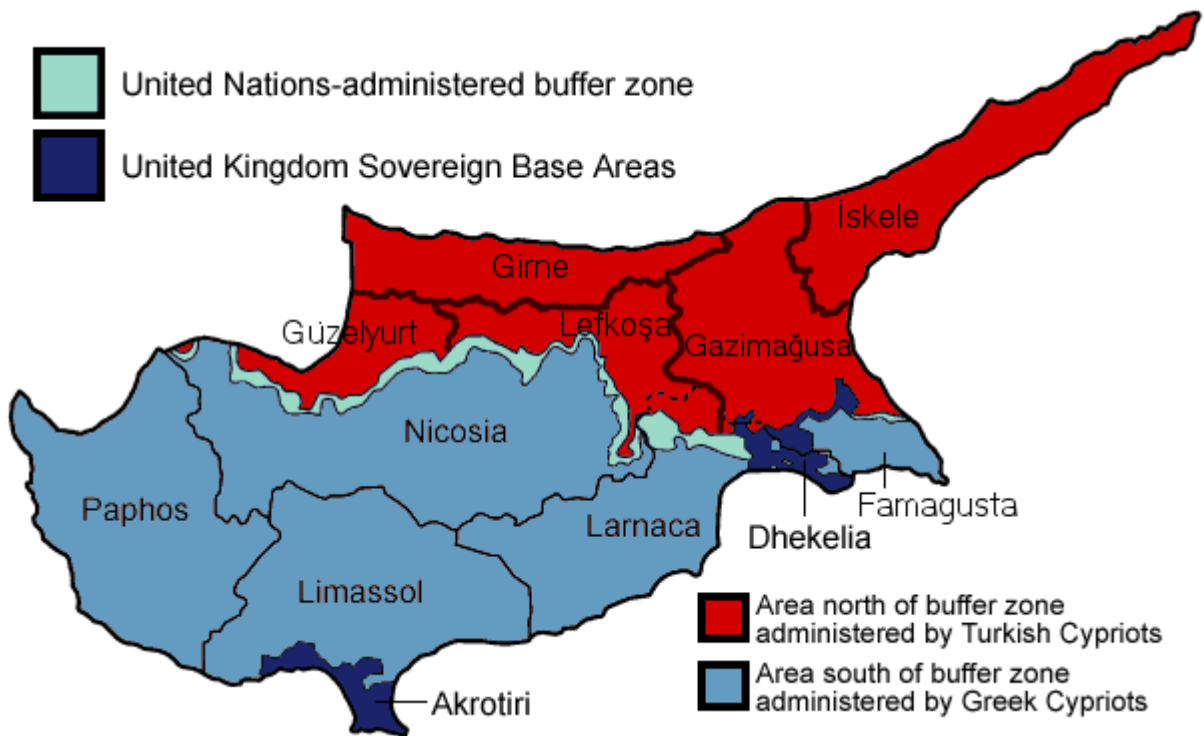 United Nations-administered buffer zone
United Kingdom Sovereign Base Areas
İskele
Girne
Güzelyurt
Lefkoşa
Gazimağusa
Nicosia
Paphos
Famagusta
Larnaca
Dhekelia
Limassol
Area north of buffer zone
administered by Turkish Cypriots
Area south of buffer zone
administered by Greek Cypriots
Akrotiri